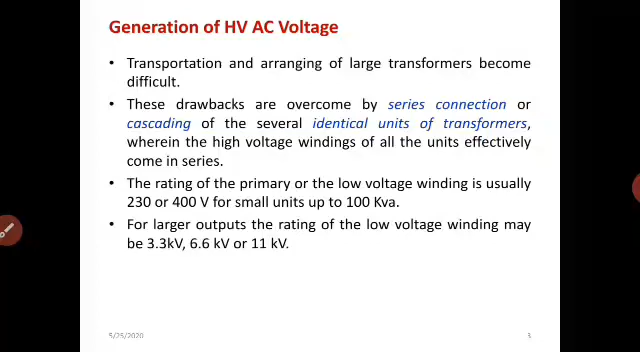 Generation of HV AC Voltage
• Transportation and arranging of large transformers become
difficult.
• These drawbacks are overcome by series connection or
cascading of the several identical units of transformers,
wherein the high voltage windings of all the units effectively
come in series.
• The rating of the primary or the low voltage winding is usually
230 or 400 V for small units up to 100 Kva.
• For larger outputs the rating of the low voltage winding may
be 3.3kV, 6.6 kV or 11 kV.
5/25/2020
3